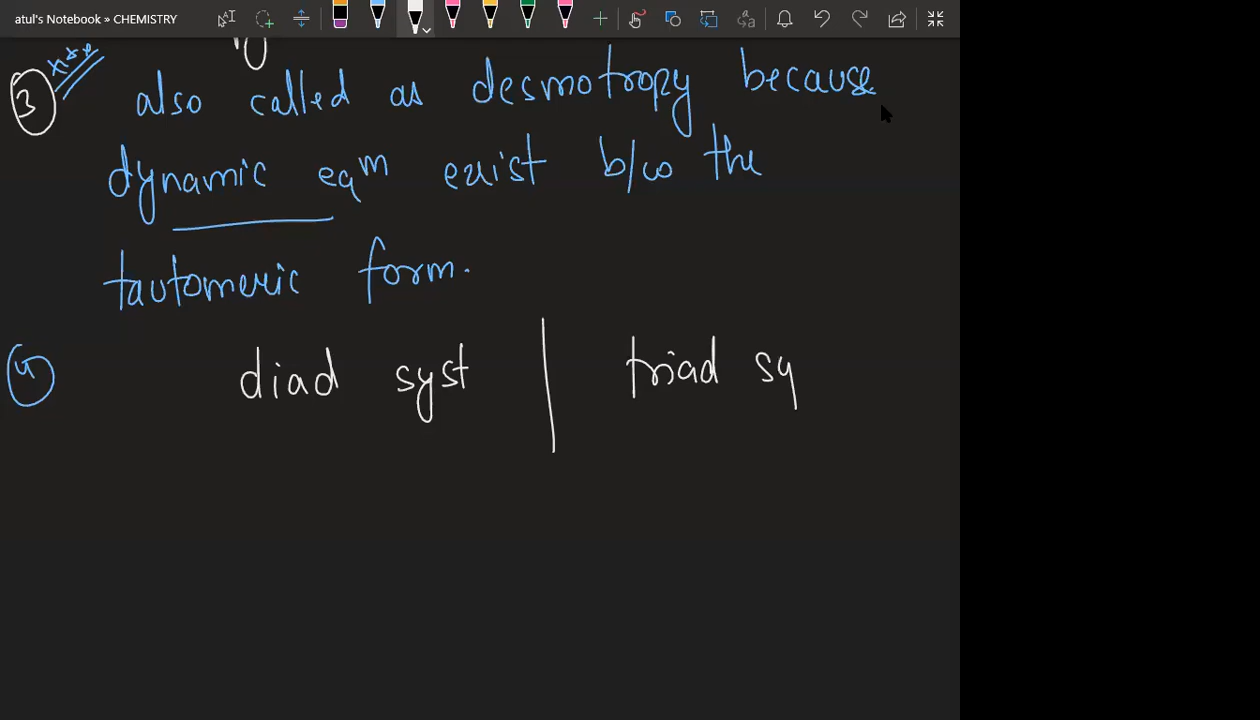 atul's Notebook » CHEMISTRY
3 also called as desmotropy because
dynamic eqm exist b/w the
tautomeric form.
4 diad syst | triad sy